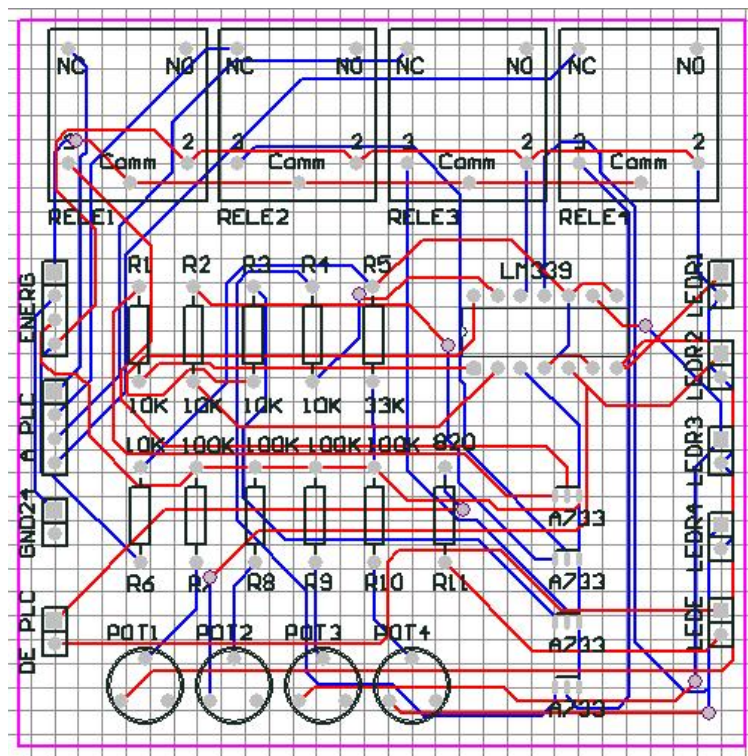 NC NO NC NO NC NO NC NO
3 2 3 2 3 2 3 2
Comm Comm Comm Comm
RELE1 RELE2 RELE3 RELE4
R1 R2 R3 R4 R5
LM339
ENERG
LEDR1
LEDR2
10K 10K 10K 10K 33K
A PLC
10K 100K 100K 100K 100K 820
LEDR3
GND24
A733
LEDR4
A733
R6 R7 R8 R9 R10 R11
DE PLC
LEDE
POT1 POT2 POT3 POT4
A733
A733